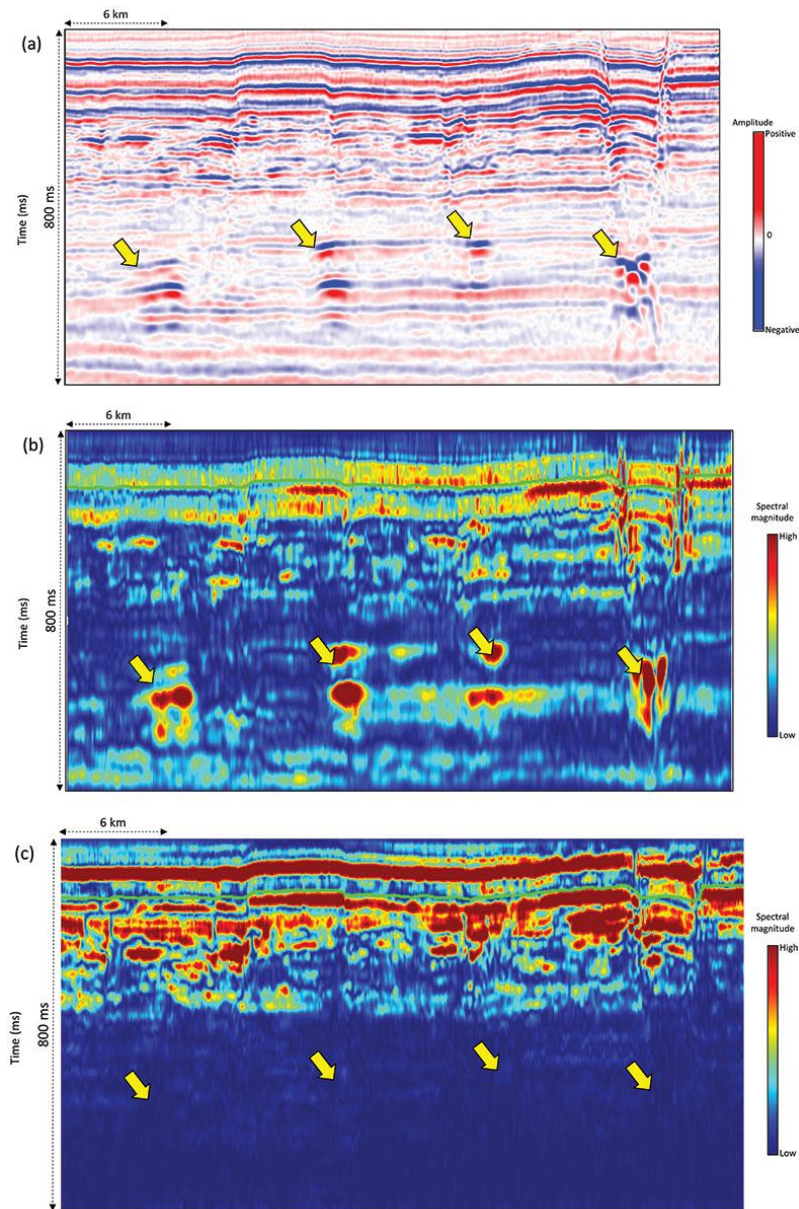 6 km
(a)
Amplitude
Positive
0
Negative
Time (ms)
800 ms
6 km
(b)
Spectral
magnitude
High
Low
Time (ms)
800 ms
6 km
(c)
Spectral
magnitude
High
Low
Time (ms)
800 ms